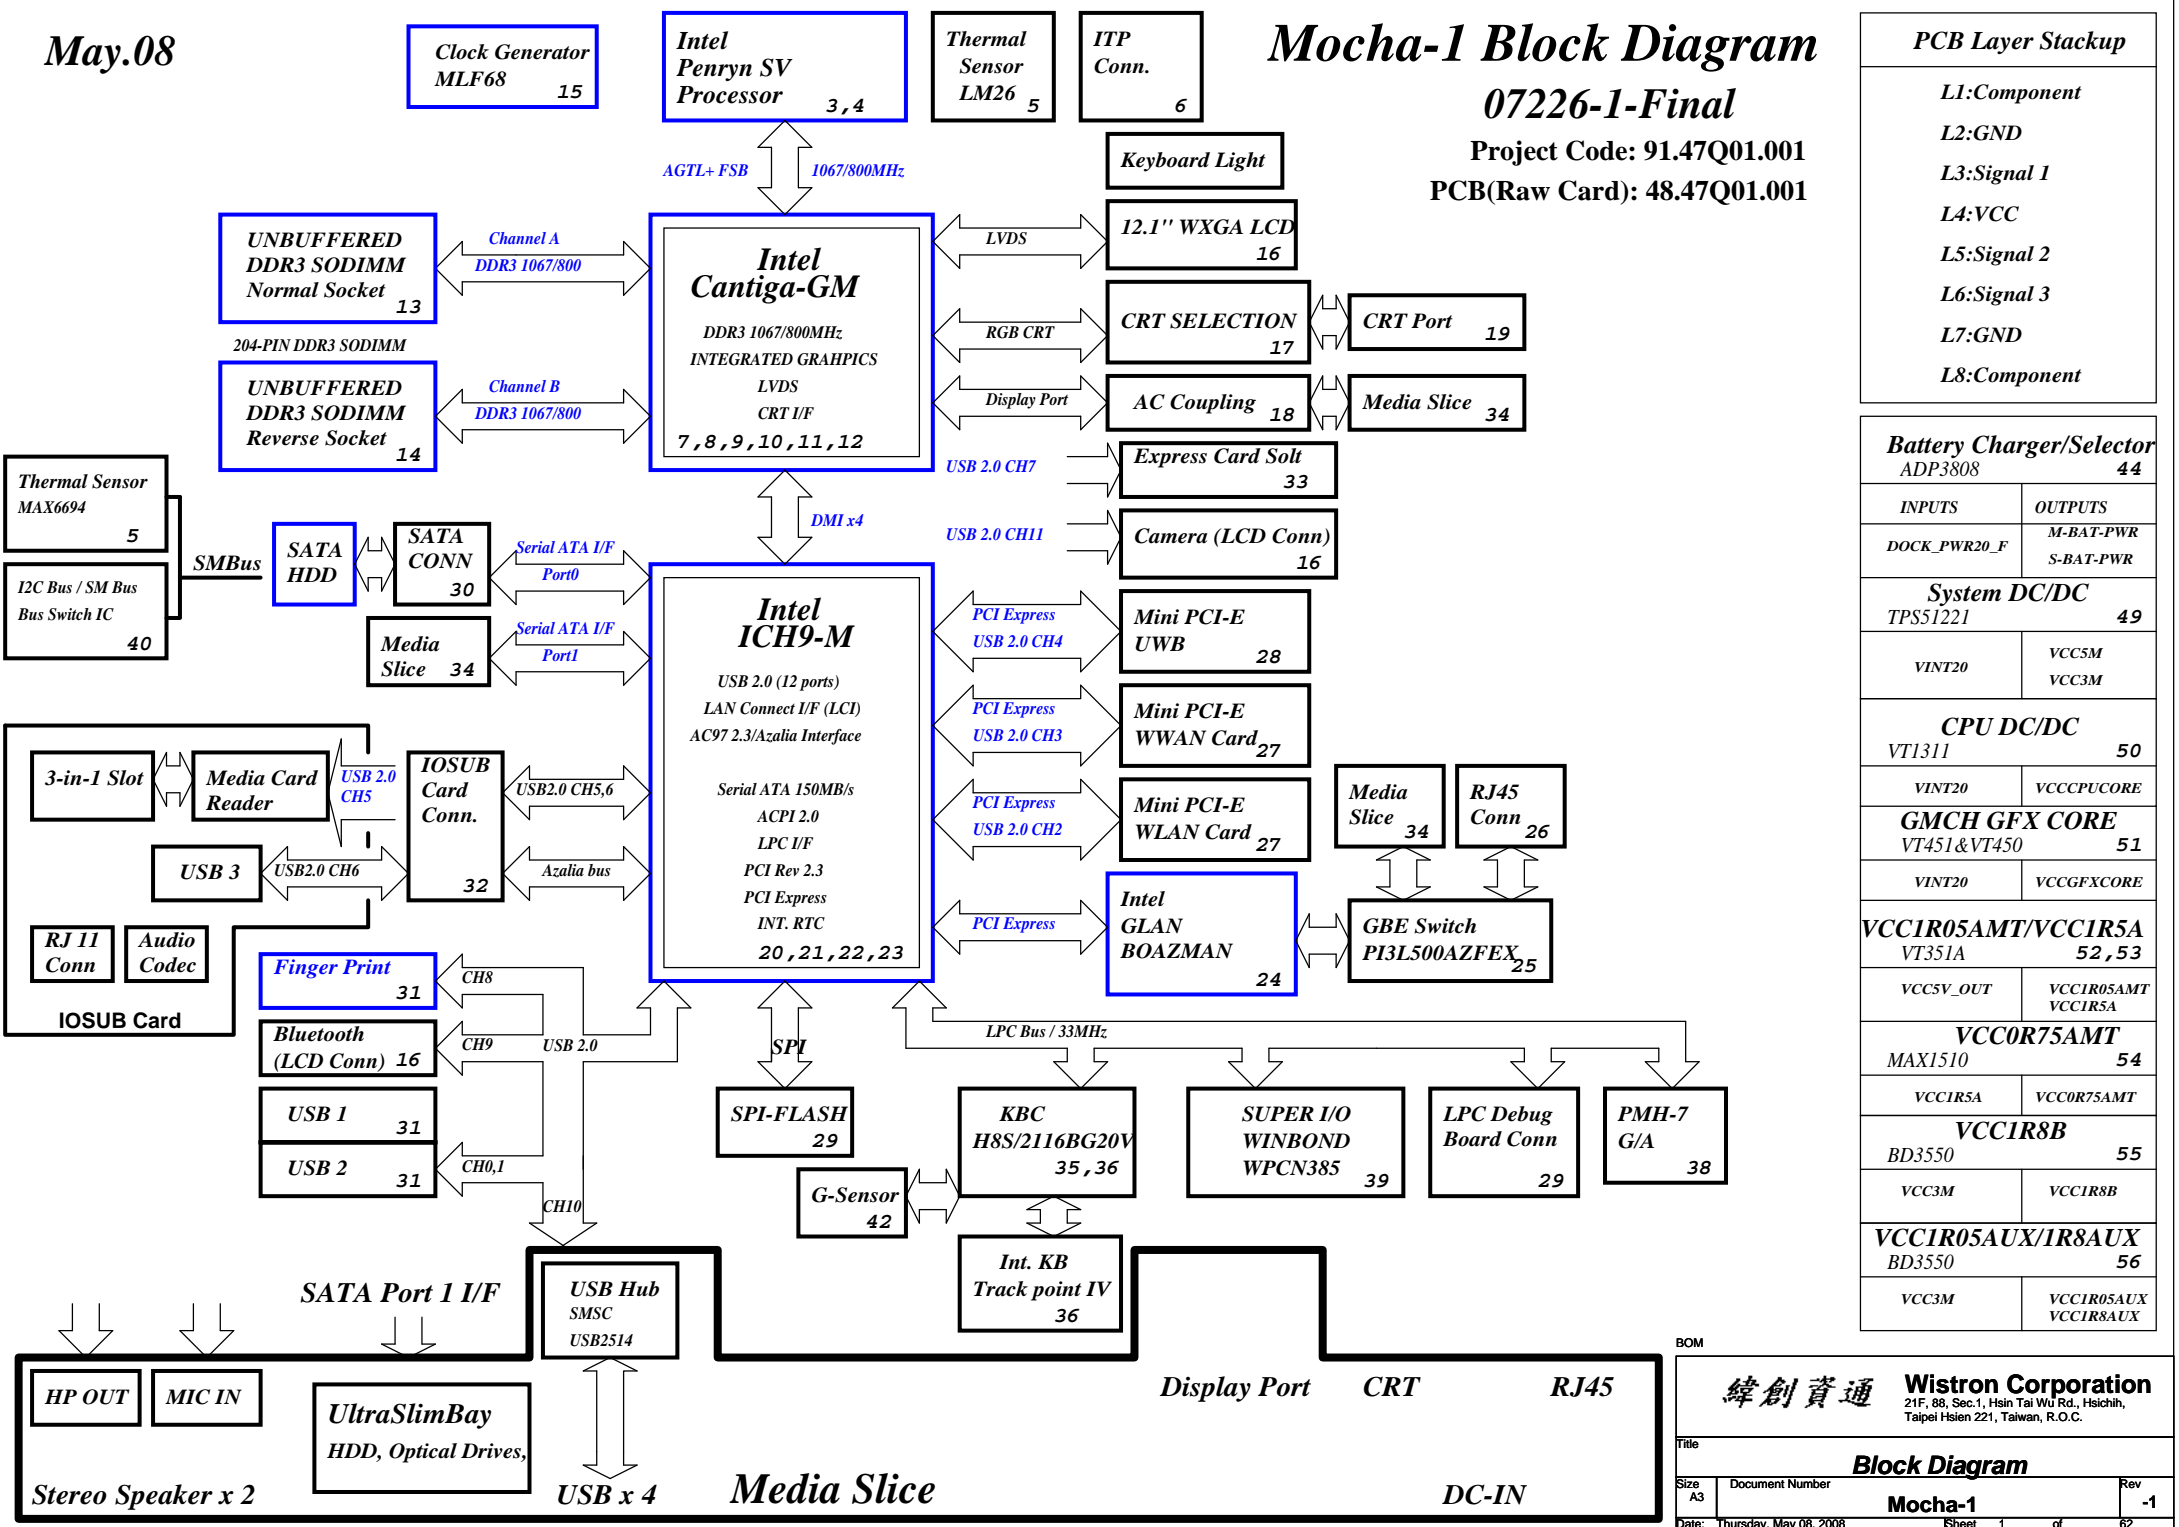 May.08
Clock Generator
MLF68
15
Intel
Penryn SV
Processor
3,4
Thermal
Sensor
LM26
5
ITP
Conn.
6
Mocha-1 Block Diagram
07226-1-Final
Project Code: 91.47Q01.001
PCB(Raw Card): 48.47Q01.001
AGTL+ FSB
1067/800MHz
Keyboard Light
UNBUFFERED
DDR3 SODIMM
Normal Socket
13
Channel A
DDR3 1067/800
204-PIN DDR3 SODIMM
UNBUFFERED
DDR3 SODIMM
Reverse Socket
14
Channel B
DDR3 1067/800
Intel
Cantiga-GM
DDR3 1067/800MHz
INTEGRATED GRAHPICS
LVDS
CRT I/F
7,8,9,10,11,12
LVDS
12.1'' WXGA LCD
16
RGB CRT
CRT SELECTION
17
CRT Port
19
Display Port
AC Coupling
18
Media Slice
34
USB 2.0 CH7
Express Card Solt
33
USB 2.0 CH11
Camera (LCD Conn)
16
DMI x4
Thermal Sensor
MAX6694
5
I2C Bus / SM Bus
Bus Switch IC
40
SMBus
SATA
HDD
SATA
CONN
30
Serial ATA I/F
Port0
Media
Slice
34
Serial ATA I/F
Port1
Intel
ICH9-M
USB 2.0 (12 ports)
LAN Connect I/F (LCI)
AC97 2.3/Azalia Interface
Serial ATA 150MB/s
ACPI 2.0
LPC I/F
PCI Rev 2.3
PCI Express
INT. RTC
20,21,22,23
PCI Express
USB 2.0 CH4
Mini PCI-E
UWB
28
PCI Express
USB 2.0 CH3
Mini PCI-E
WWAN Card
27
PCI Express
USB 2.0 CH2
Mini PCI-E
WLAN Card
27
Media
Slice
34
RJ45
Conn
26
PCI Express
Intel
GLAN
BOAZMAN
24
GBE Switch
PI3L500AZFEX
25
3-in-1 Slot
Media Card
Reader
USB 2.0
CH5
IOSUB
Card
Conn.
32
USB2.0 CH5,6
Azalia bus
USB 3
USB2.0 CH6
RJ 11
Conn
Audio
Codec
IOSUB Card
Finger Print
31
CH8
Bluetooth
(LCD Conn)
16
CH9
USB 2.0
USB 1
31
USB 2
31
CH0,1
CH10
SPI
SPI-FLASH
29
LPC Bus / 33MHz
KBC
H8S/2116BG20V
35,36
SUPER I/O
WINBOND
WPCN385
39
LPC Debug
Board Conn
29
PMH-7
G/A
38
G-Sensor
42
Int. KB
Track point IV
36
SATA Port 1 I/F
USB Hub
SMSC
USB2514
HP OUT
MIC IN
UltraSlimBay
HDD, Optical Drives,
Display Port
CRT
RJ45
Stereo Speaker x 2
USB x 4
Media Slice
DC-IN
PCB Layer Stackup
L1:Component
L2:GND
L3:Signal 1
L4:VCC
L5:Signal 2
L6:Signal 3
L7:GND
L8:Component
Battery Charger/Selector
ADP3808
44
INPUTS
OUTPUTS
DOCK_PWR20_F
M-BAT-PWR
S-BAT-PWR
System DC/DC
TPS51221
49
VINT20
VCC5M
VCC3M
CPU DC/DC
VT1311
50
VINT20
VCCCPUCORE
GMCH GFX CORE
VT451&VT450
51
VINT20
VCCGFXCORE
VCC1R05AMT/VCC1R5A
VT351A
52,53
VCC5V_OUT
VCC1R05AMT
VCC1R5A
VCC0R75AMT
MAX1510
54
VCC1R5A
VCC0R75AMT
VCC1R8B
BD3550
55
VCC3M
VCC1R8B
VCC1R05AUX/1R8AUX
BD3550
56
VCC3M
VCC1R05AUX
VCC1R8AUX
BOM
緯創資通
Wistron Corporation
21F, 88, Sec.1, Hsin Tai Wu Rd., Hsichih,
Taipei Hsien 221, Taiwan, R.O.C.
Title
Block Diagram
Size
A3
Document Number
Mocha-1
Rev
-1
Date: Thursday, May 08, 2008
Sheet 1 of 62